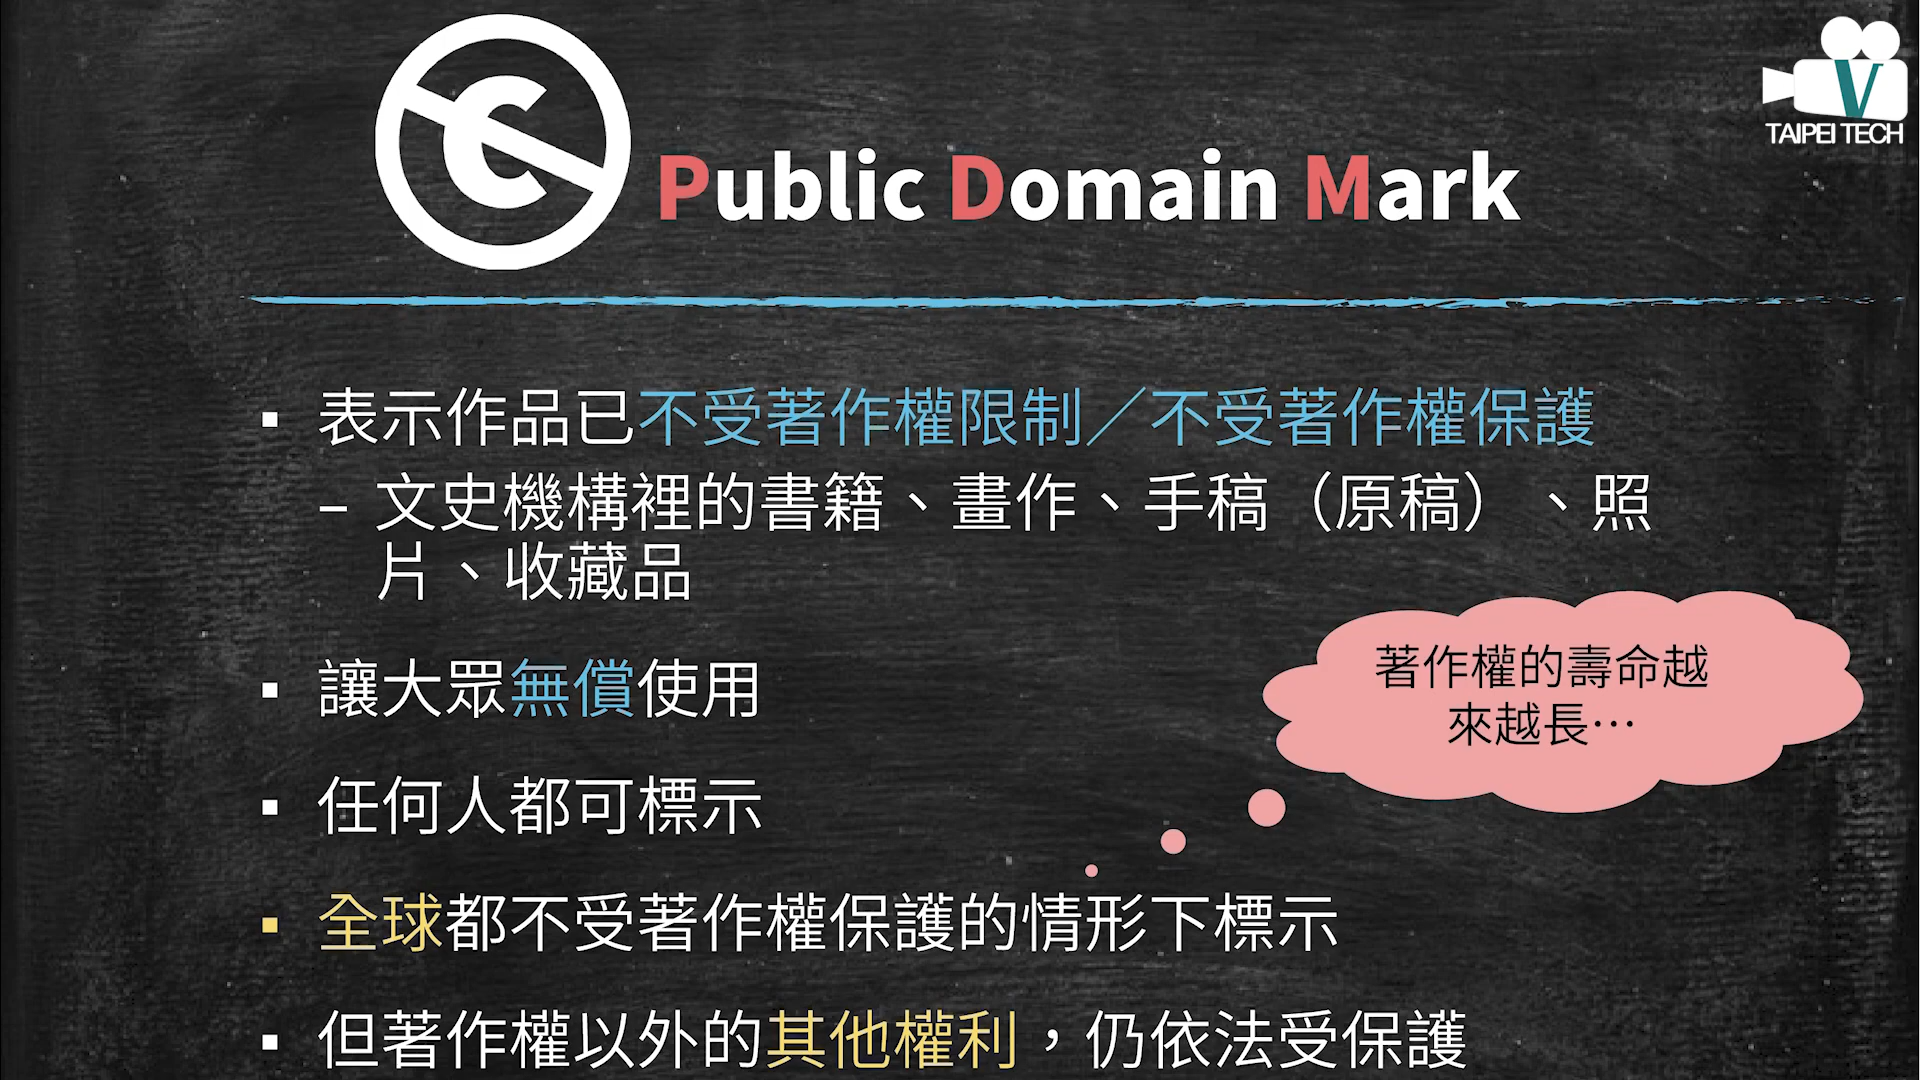 C
Public Domain Mark
V
TAIPEI TECH
▪ 表示作品已不受著作權限制／不受著作權保護
– 文史機構裡的書籍、畫作、手稿（原稿）、照
片、收藏品
▪ 讓大眾無償使用
著作權的壽命越
來越長…
▪ 任何人都可標示
▪ 全球都不受著作權保護的情形下標示
▪ 但著作權以外的其他權利，仍依法受保護